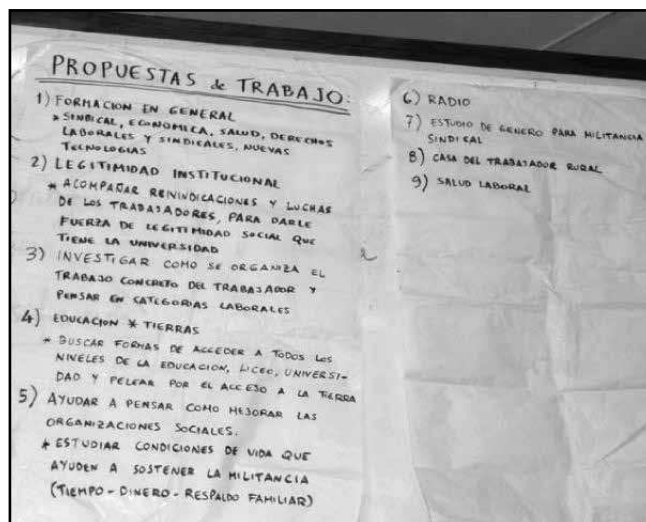 PROPUESTAS de TRABAJO:
1) FORMACION EN GENERAL
* SINDICAL, ECONOMICA, SALUD, DERECHOS
LABORALES Y SINDICALES, NUEVAS
TECNOLOGIAS
2) LEGITIMIDAD INSTITUCIONAL
* ACOMPAÑAR REIVINDICACIONES Y LUCHAS
DE LOS TRABAJADORES, PARA DARLE
FUERZA DE LEGITIMIDAD SOCIAL QUE
TIENE LA UNIVERSIDAD
3) INVESTIGAR COMO SE ORGANIZA EL
TRABAJO CONCRETO DEL TRABAJADOR Y
PENSAR EN CATEGORIAS LABORALES
4) EDUCACION * TIERRAS
* BUSCAR FORMAS DE ACCEDER A TODOS LOS
NIVELES DE LA EDUCACION, LICEO, UNIVERSI-
DAD Y PELEAR POR EL ACCESO A LA TIERRA
5) AYUDAR A PENSAR COMO MEJORAR LAS
ORGANIZACIONES SOCIALES.
* ESTUDIAR CONDICIONES DE VIDA QUE
AYUDEN A SOSTENER LA MILITANCIA
(TIEMPO - DINERO - RESPALDO FAMILIAR)
6) RADIO
7) ESTUDIO DE GENERO PARA MILITANCIA
SINDICAL
8) CASA DEL TRABAJADOR RURAL
9) SALUD LABORAL